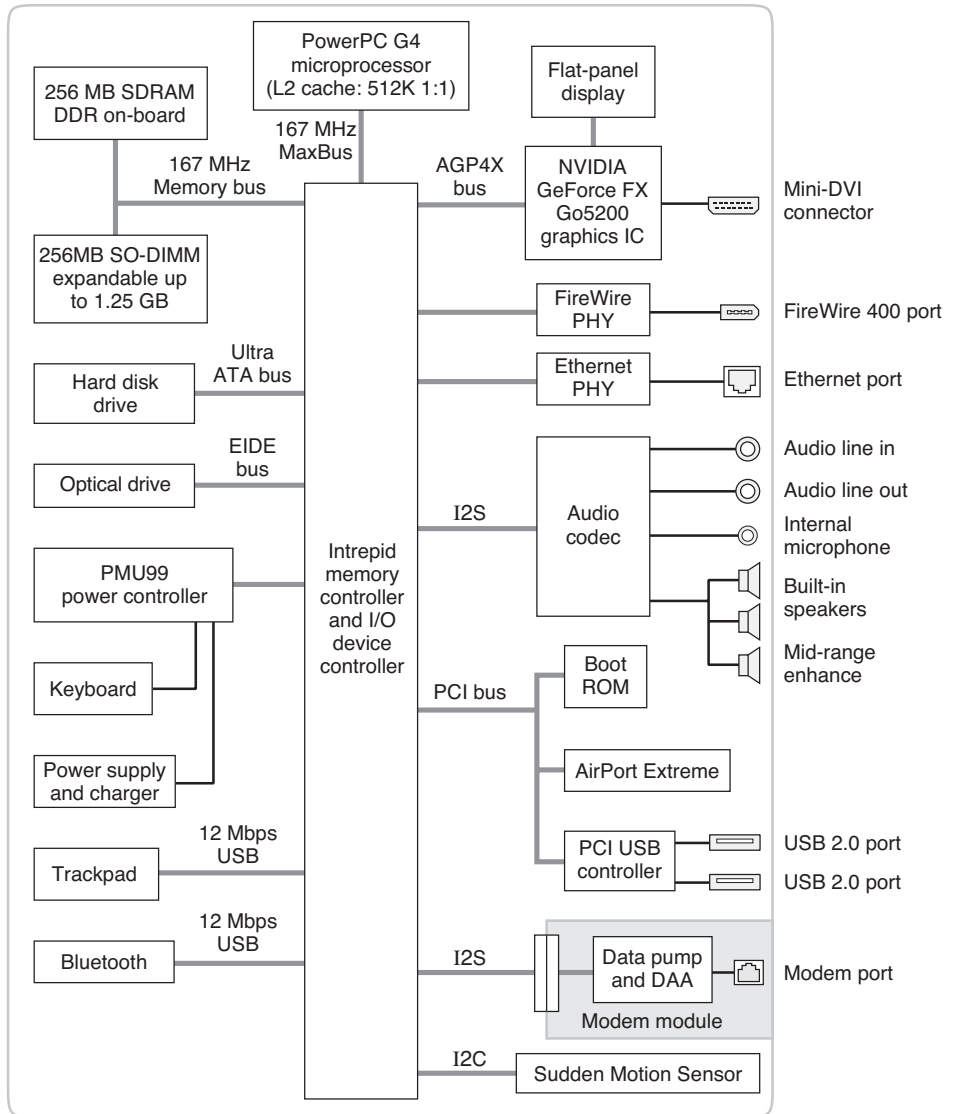 PowerPC G4
microprocessor
(L2 cache: 512K 1:1)
256 MB SDRAM
DDR on-board
Flat-panel
display
167 MHz
MaxBus
167 MHz
Memory bus
AGP4X
bus
NVIDIA
GeForce FX
Go5200
graphics IC
Mini-DVI
connector
256MB SO-DIMM
expandable up
to 1.25 GB
FireWire
PHY
FireWire 400 port
Ultra
ATA bus
Hard disk
drive
Ethernet
PHY
Ethernet port
EIDE
bus
Optical drive
I2S
Audio
codec
Audio line in
Audio line out
Internal
microphone
Built-in
speakers
Mid-range
enhance
Intrepid
memory
controller
and I/O
device
controller
PMU99
power controller
Keyboard
Power supply
and charger
PCI bus
Boot
ROM
AirPort Extreme
PCI USB
controller
USB 2.0 port
USB 2.0 port
12 Mbps
USB
Trackpad
12 Mbps
USB
Bluetooth
I2S
Data pump
and DAA
Modem module
Modem port
I2C
Sudden Motion Sensor